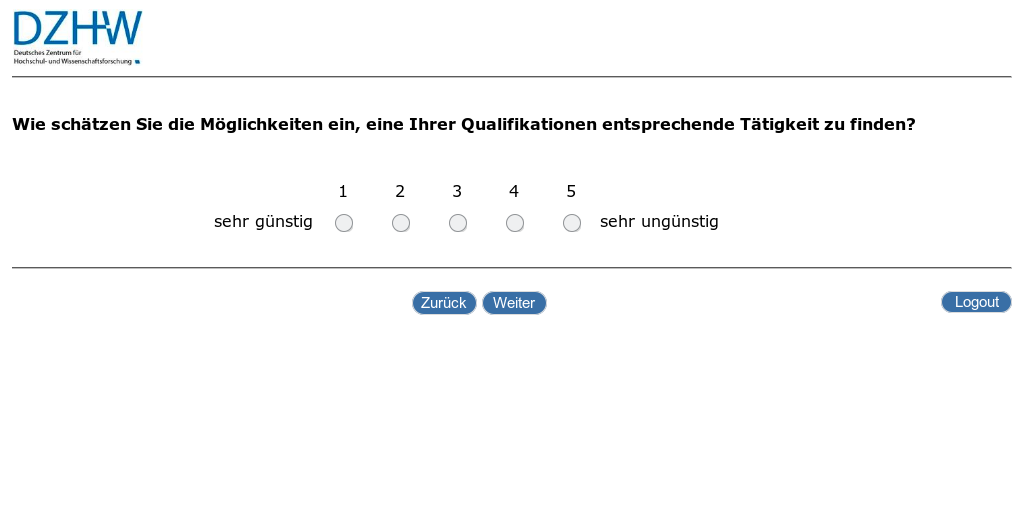 DZHW
Deutsches Zentrum für
Hochschul- und Wissenschaftsforschung
Wie schätzen Sie die Möglichkeiten ein, eine Ihrer Qualifikationen entsprechende Tätigkeit zu finden?
1 2 3 4 5
sehr günstig sehr ungünstig
Zurück Weiter Logout